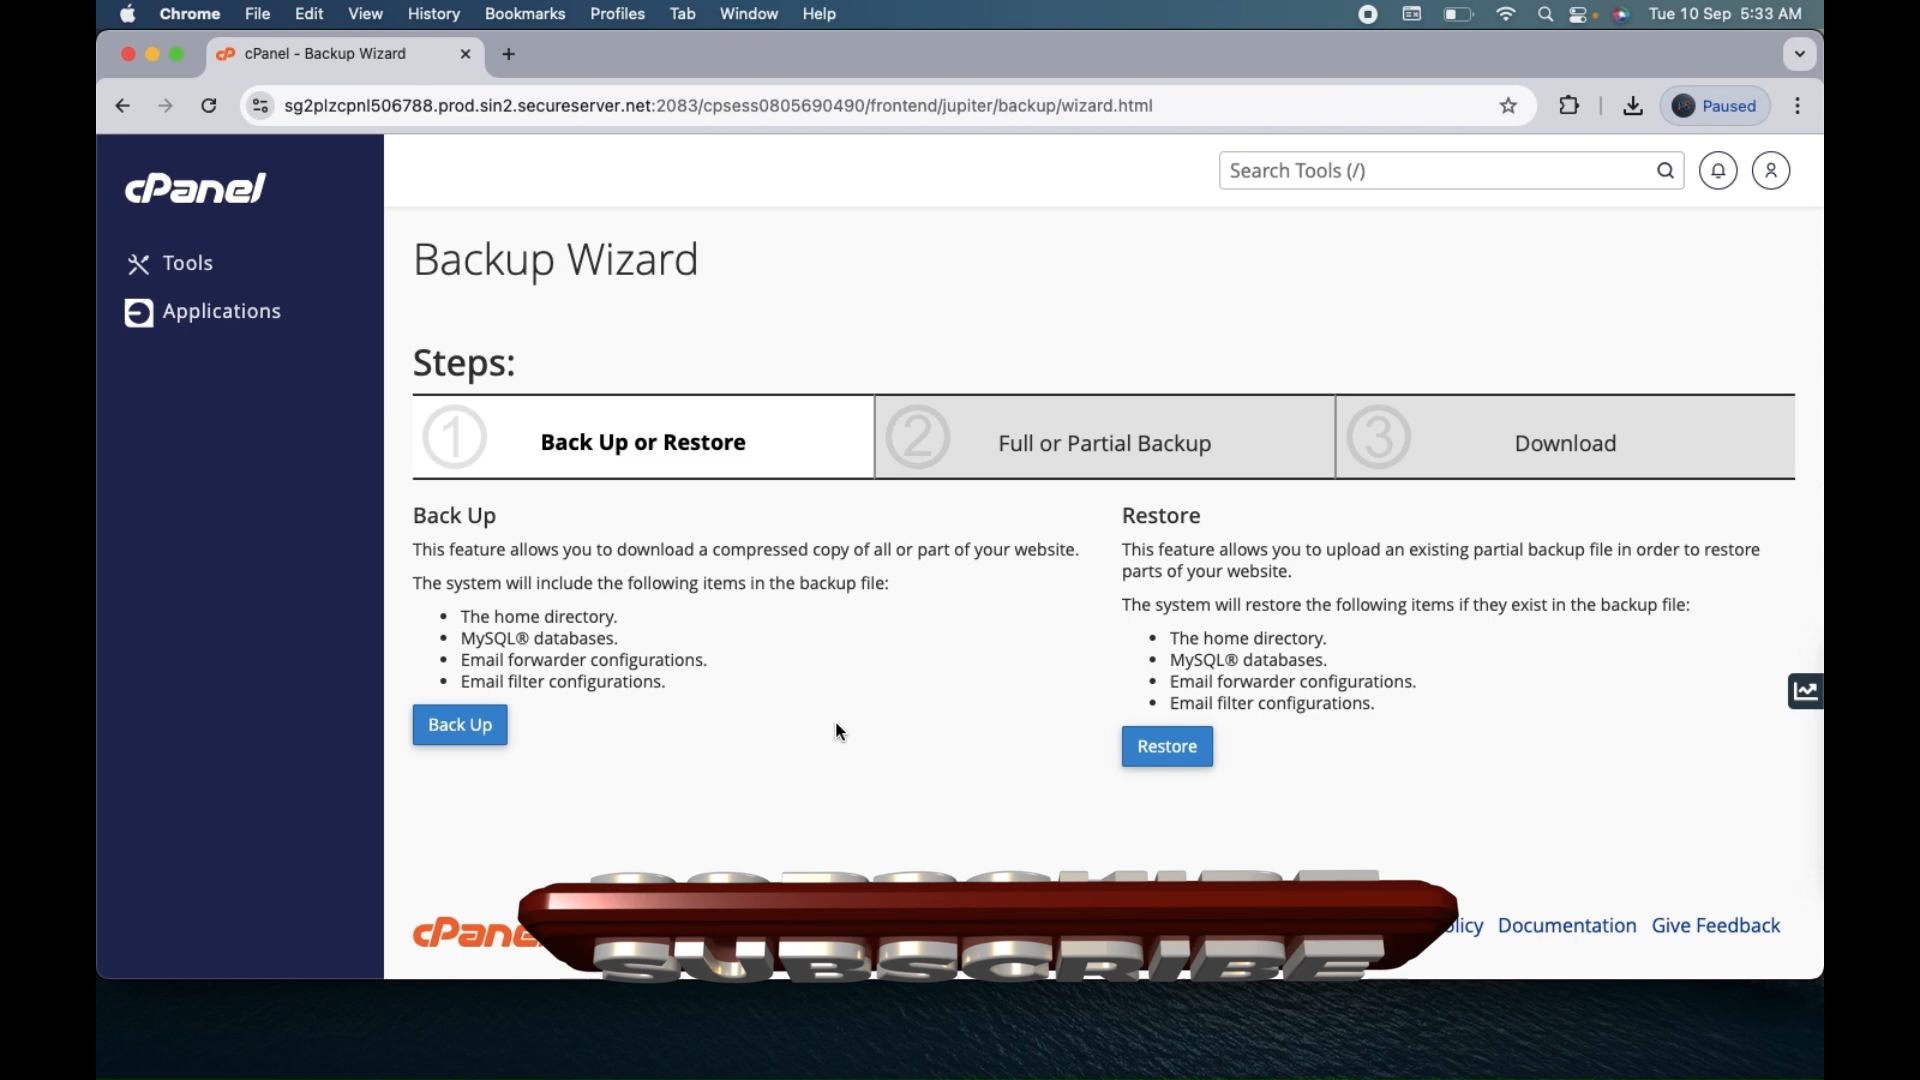 Chrome File Edit View History Bookmarks Profiles Tab Window Help Tue 10 Sep 5:33 AM
cP cPanel - Backup Wizard
sg2plzcpnl506788.prod.sin2.secureserver.net:2083/cpsess0805690490/frontend/jupiter/backup/wizard.html Paused
cPanel
Search Tools (/)
Tools
Applications
Backup Wizard
Steps:
1 Back Up or Restore
2 Full or Partial Backup
3 Download
Back Up
This feature allows you to download a compressed copy of all or part of your website.
The system will include the following items in the backup file:
• The home directory.
• MySQL® databases.
• Email forwarder configurations.
• Email filter configurations.
Back Up
Restore
This feature allows you to upload an existing partial backup file in order to restore
parts of your website.
The system will restore the following items if they exist in the backup file:
• The home directory.
• MySQL® databases.
• Email forwarder configurations.
• Email filter configurations.
Restore
cPane
Documentation Give Feedback
SUBSCRIBE